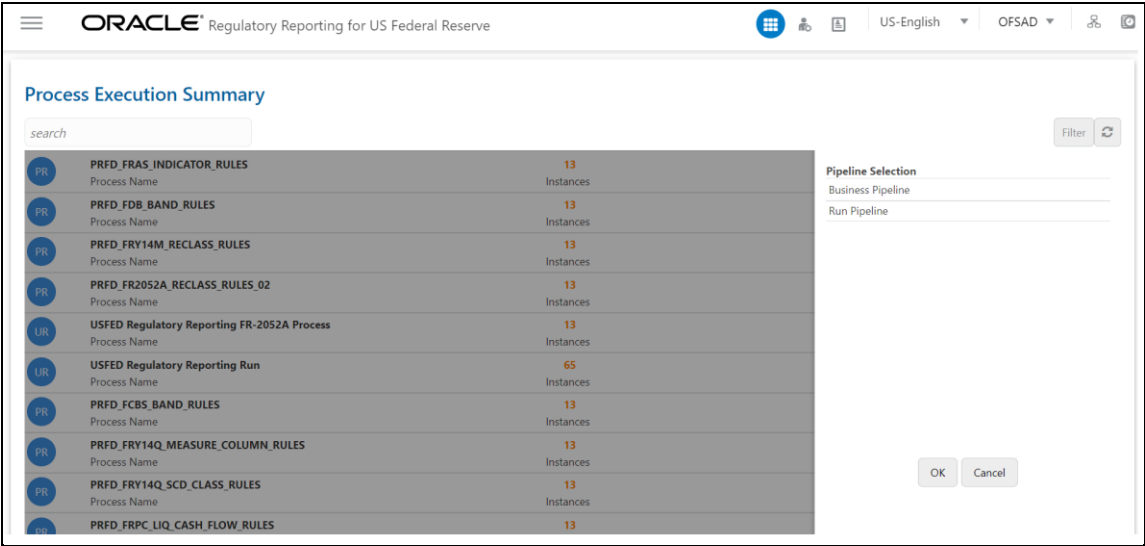 ORACLE® Regulatory Reporting for US Federal Reserve
US-English
OFSAD
Process Execution Summary
search
Filter
PR
PRFD_FRAS_INDICATOR_RULES
13
Process Name
Instances
PR
PRFD_FDB_BAND_RULES
13
Process Name
Instances
PR
PRFD_FRY14M_RECLASS_RULES
13
Process Name
Instances
PR
PRFD_FR2052A_RECLASS_RULES_02
13
Process Name
Instances
UR
USFED Regulatory Reporting FR-2052A Process
13
Process Name
Instances
UR
USFED Regulatory Reporting Run
65
Process Name
Instances
PR
PRFD_FCBS_BAND_RULES
13
Process Name
Instances
PR
PRFD_FRY14Q_MEASURE_COLUMN_RULES
13
Process Name
Instances
PR
PRFD_FRY14Q_SCD_CLASS_RULES
13
Process Name
Instances
PR
PRFD_FRPC_LIQ_CASH_FLOW_RULES
13
Pipeline Selection
Business Pipeline
Run Pipeline
OK
Cancel